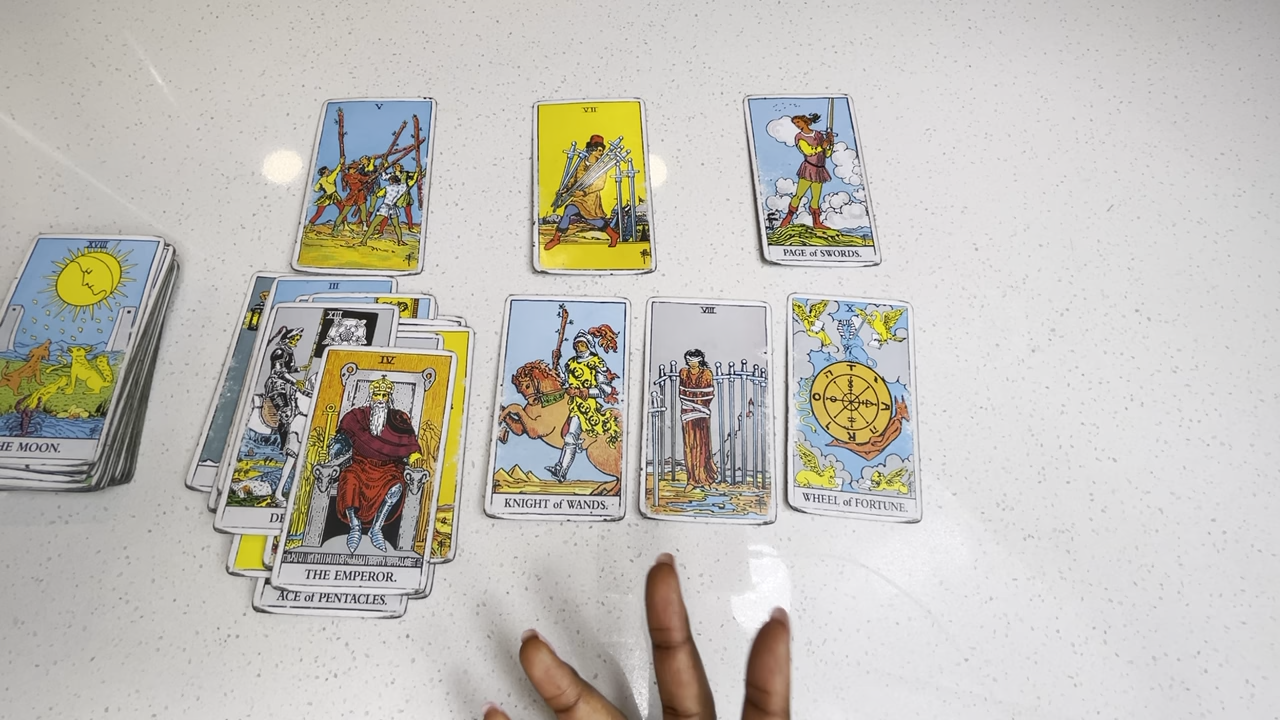 V
VII
PAGE of SWORDS.
XVIII
HE MOON.
III
XIII
DE
IV
THE EMPEROR.
ACE of PENTACLES.
KNIGHT of WANDS.
VIII
WHEEL of FORTUNE.
X
T
A
R
O